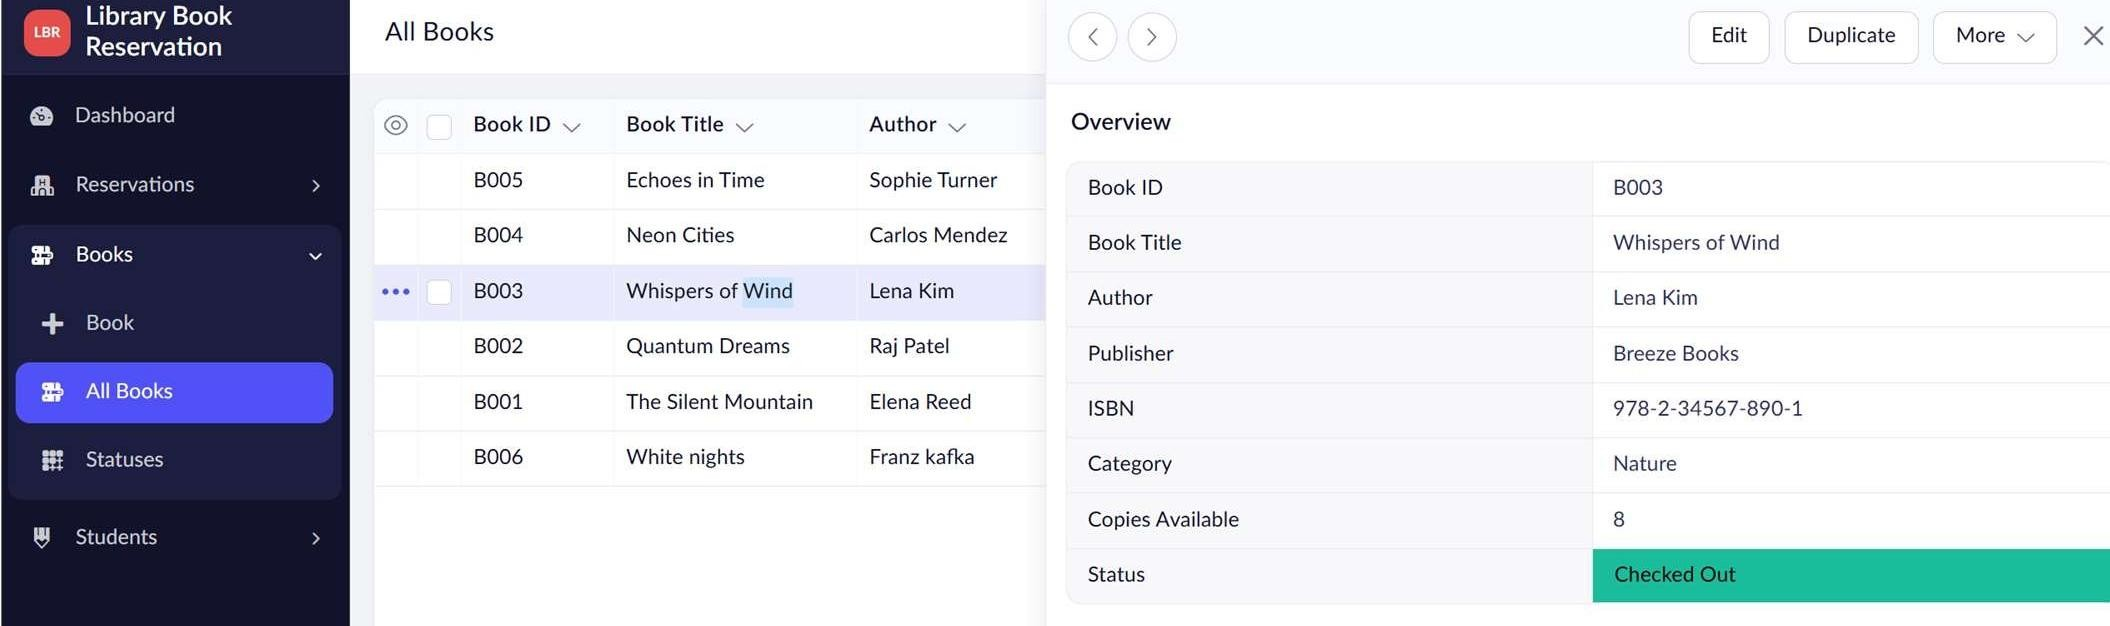 LBR
Library Book
Reservation
Dashboard
Reservations
Books
Book
All Books
Statuses
Students
All Books
Book ID Book Title Author
B005 Echoes in Time Sophie Turner
B004 Neon Cities Carlos Mendez
B003 Whispers of Wind Lena Kim
B002 Quantum Dreams Raj Patel
B001 The Silent Mountain Elena Reed
B006 White nights Franz kafka
Edit Duplicate More
Overview
Book ID B003
Book Title Whispers of Wind
Author Lena Kim
Publisher Breeze Books
ISBN 978-2-34567-890-1
Category Nature
Copies Available 8
Status Checked Out